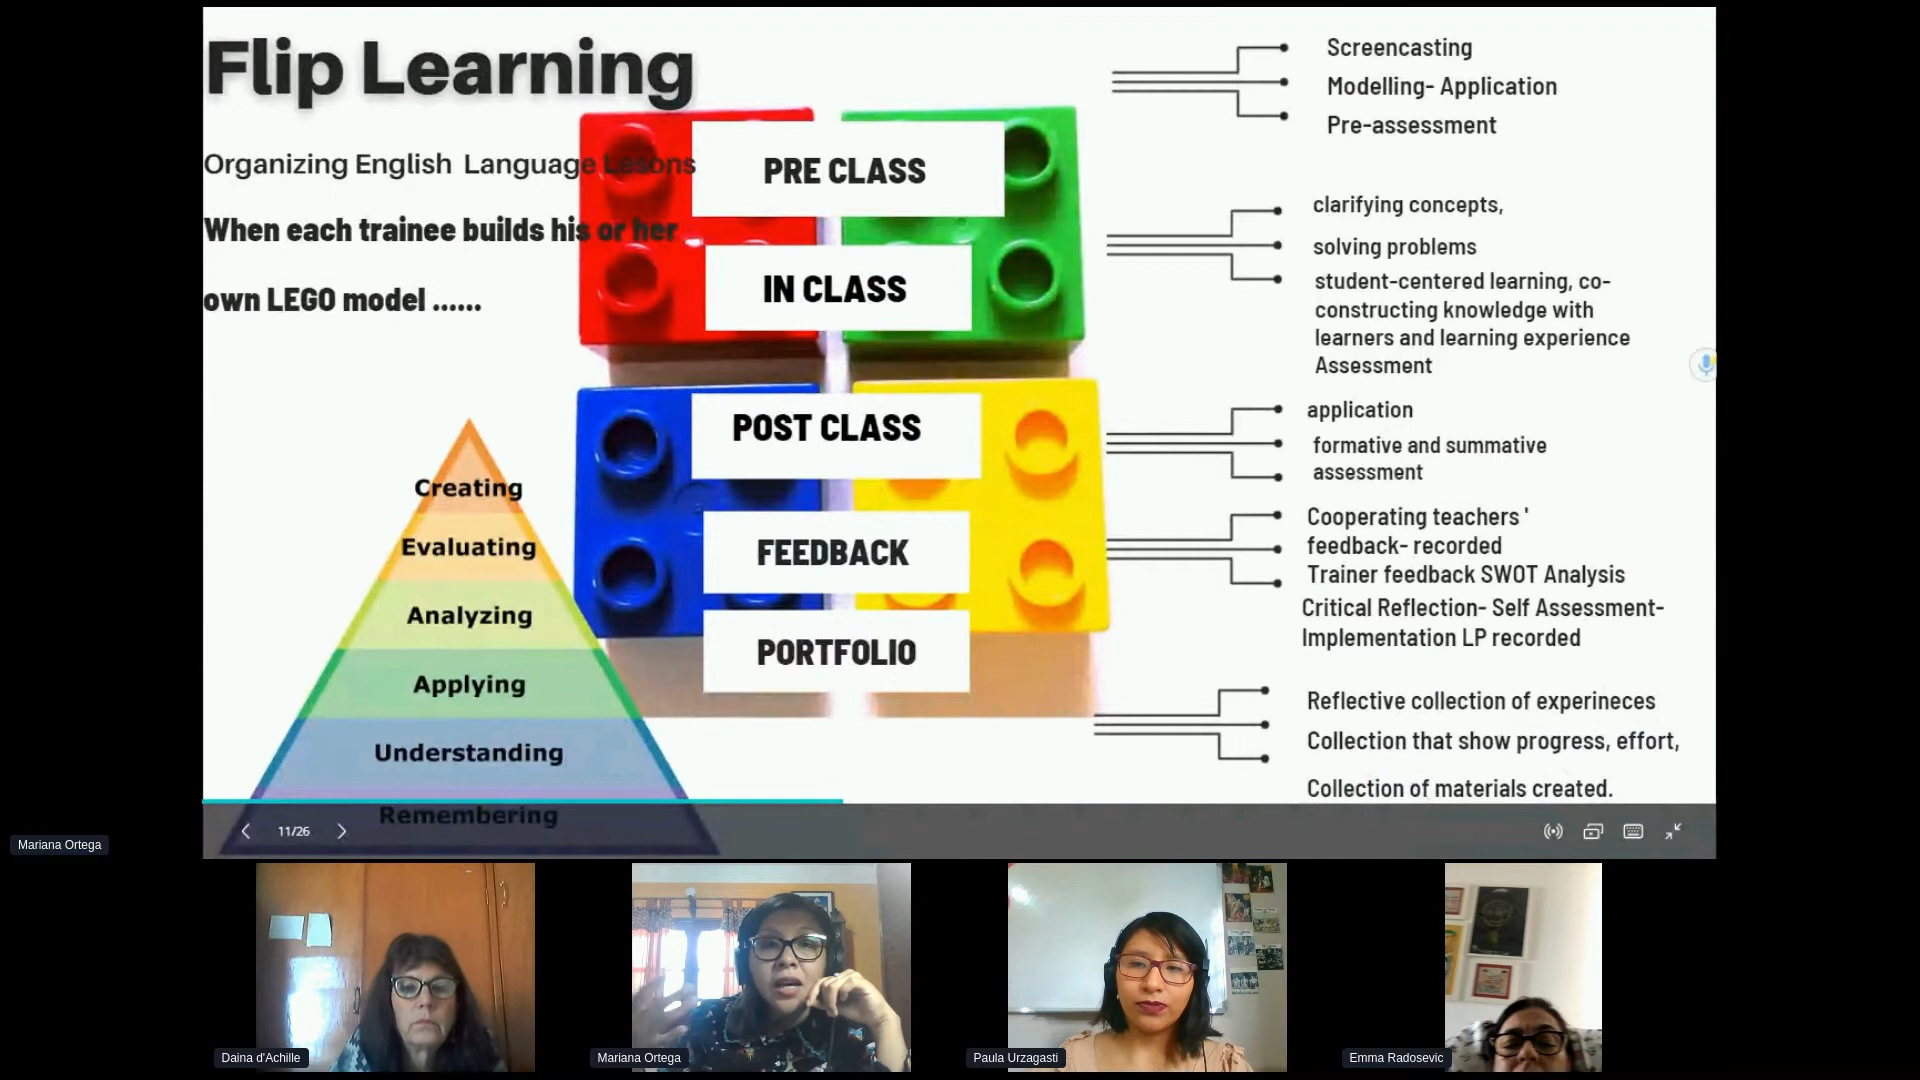 Flip Learning
Organizing English Language Lesons
When each trainee builds his or her
own LEGO model ......
PRE CLASS
IN CLASS
POST CLASS
FEEDBACK
PORTFOLIO
Screencasting
Modelling- Application
Pre-assessment
clarifying concepts,
solving problems
student-centered learning, co-
constructing knowledge with
learners and learning experience
Assessment
application
formative and summative
assessment
Cooperating teachers '
feedback- recorded
Trainer feedback SWOT Analysis
Critical Reflection- Self Assessment-
Implementation LP recorded
Reflective collection of experineces
Collection that show progress, effort,
Collection of materials created.
Creating
Evaluating
Analyzing
Applying
Understanding
Remembering
11/26
Mariana Ortega
Daina d'Achille
Mariana Ortega
Paula Urzagasti
Emma Radosevic